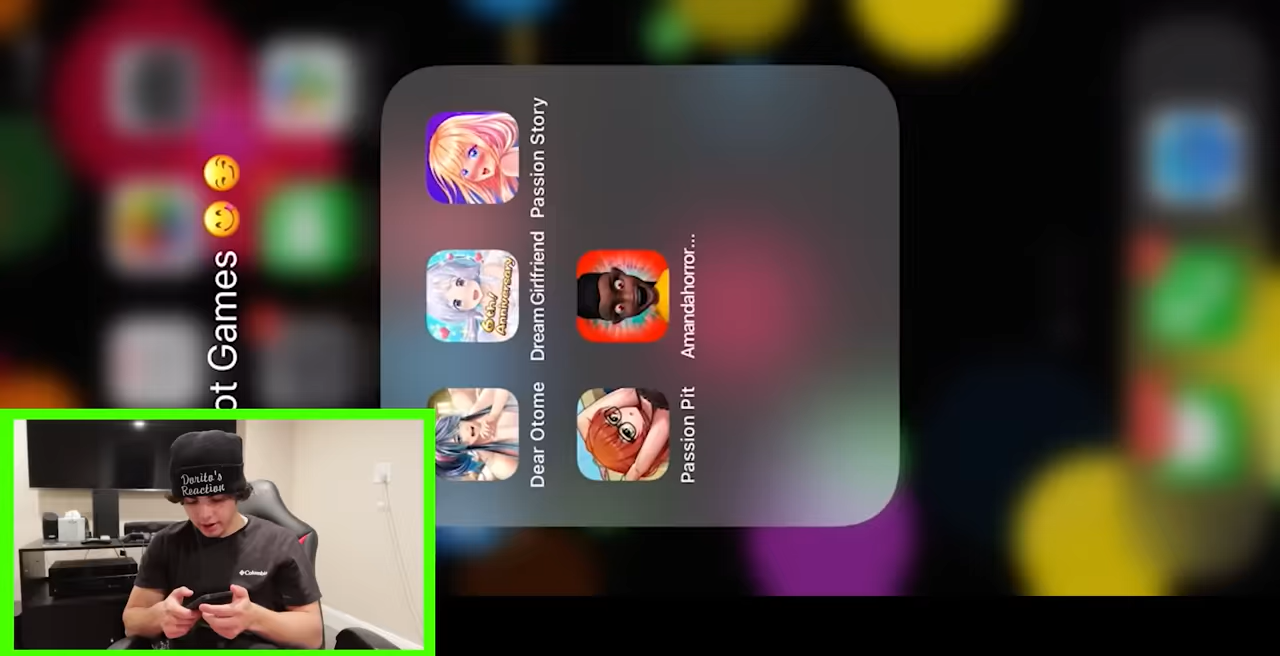 ot Games 😋 😏
Dear Otome
Dream Girlfriend
Passion Story
6th
Anniversary
Passion Pit
Amandahorror...
Dorito's
Reaction
Columbia